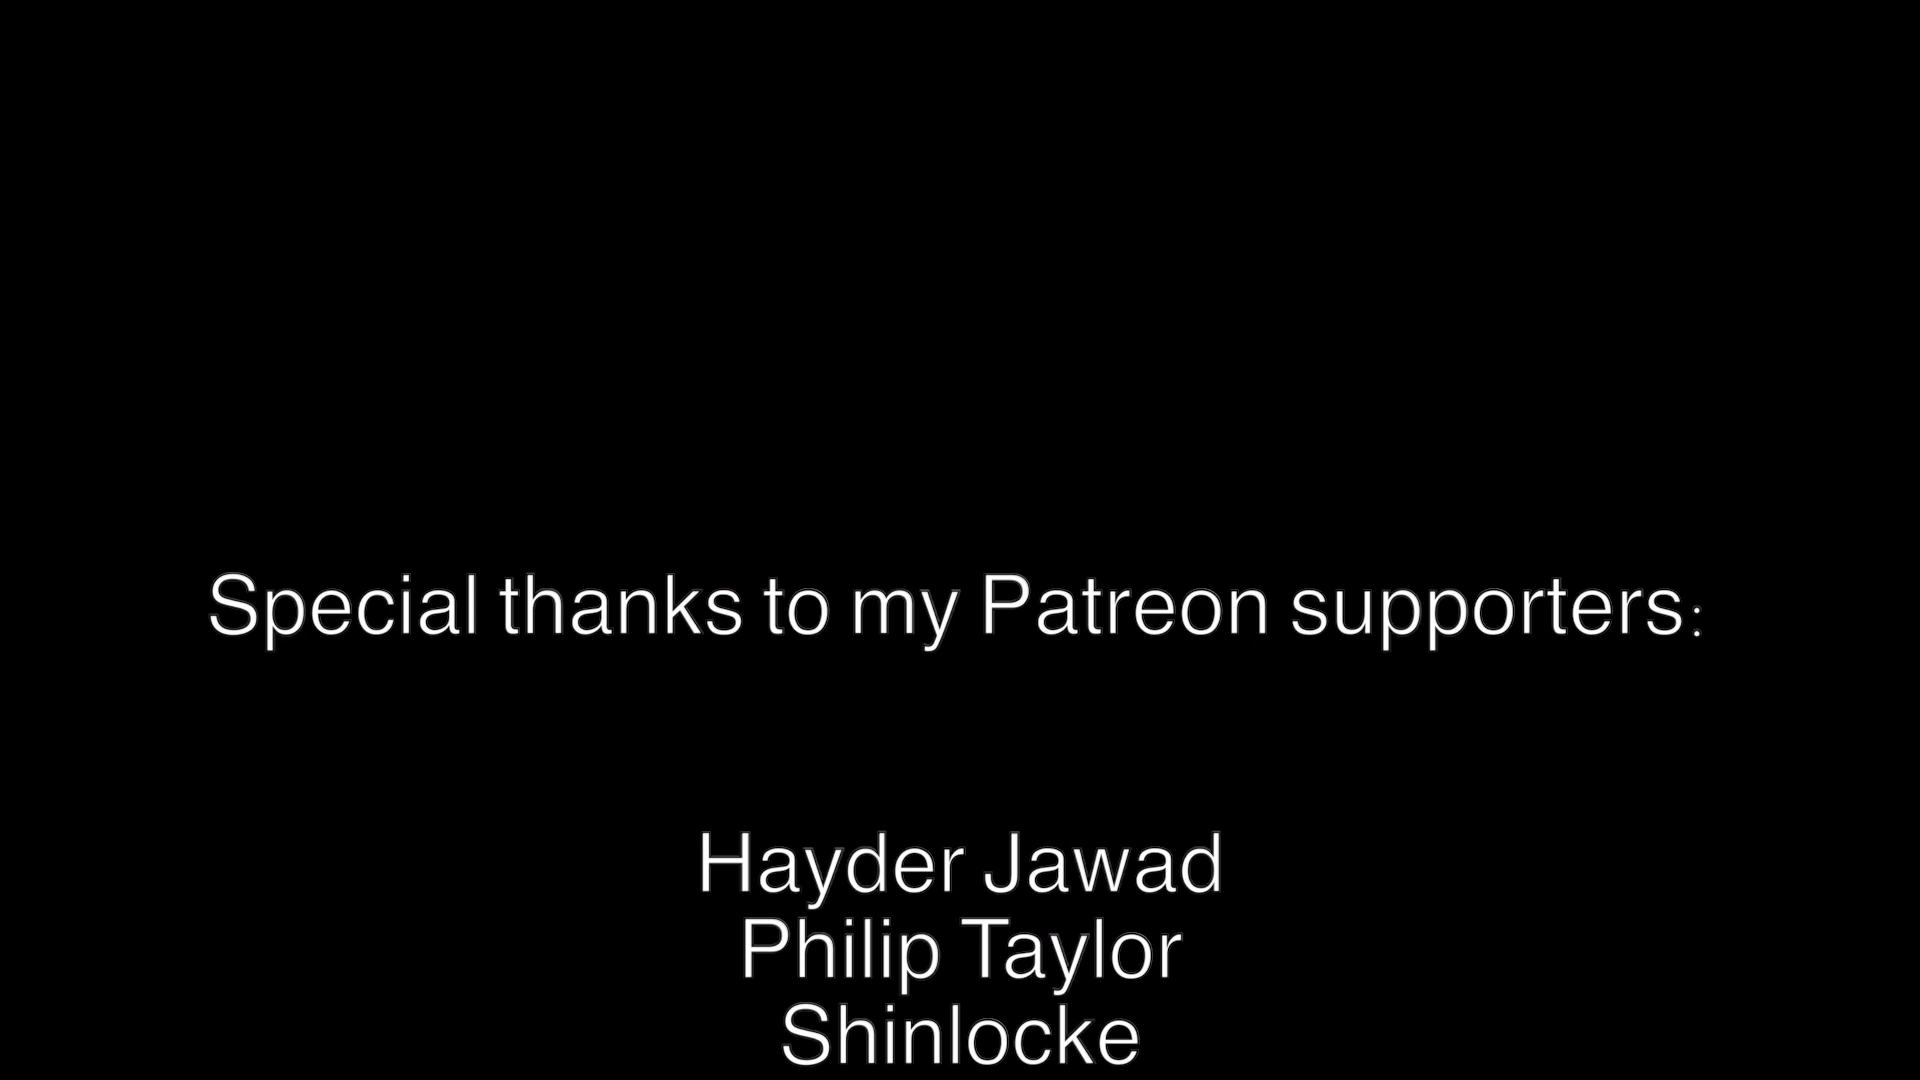 Special thanks to my Patreon supporters:
Hayder Jawad
Philip Taylor
Shinlocke